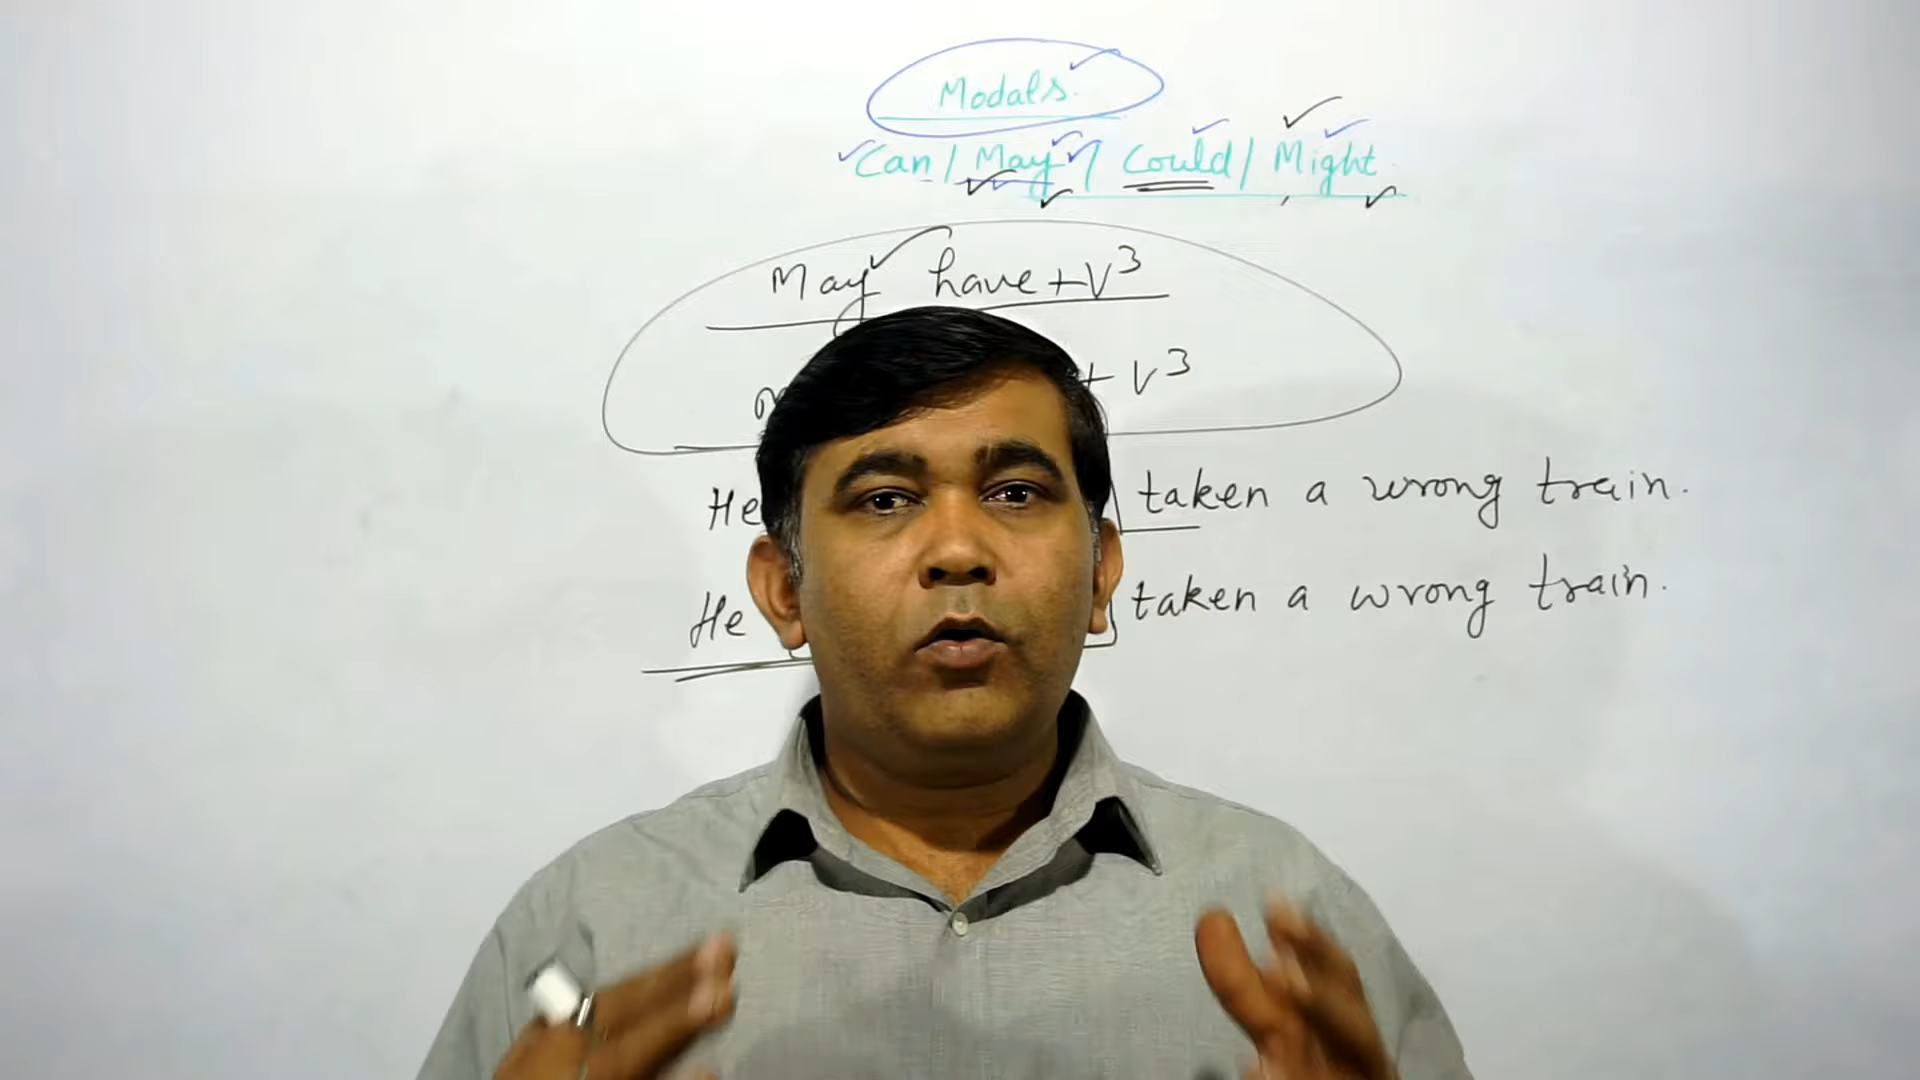 Modals.
Can / May / Could / Might.
May have + V³
+ V³
He taken a wrong train.
He taken a wrong train.